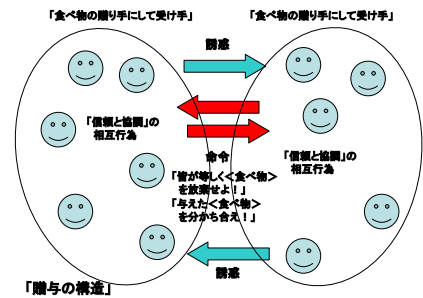 「食べ物の贈り手にして受け手」
「食べ物の贈り手にして受け手」
誘惑
「信頼と協調」の
相互行為
命令
「皆が等しく<食べ物>
を放棄せよ！」
「与えた<食べ物>
を分かち合え！」
「信頼と協調」の
相互行為
誘惑
「贈与の構造」